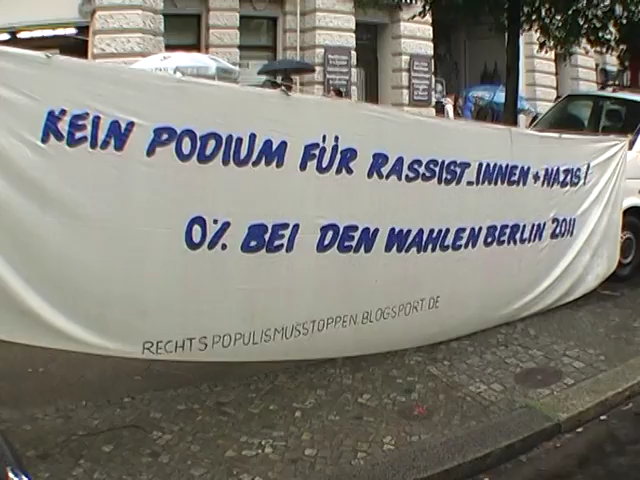 KEIN PODIUM FÜR RASSIST_INNEN + NAZIS!
0% BEI DEN WAHLEN BERLIN 2011
RECHTSPOPULISMUSSTOPPEN.BLOGSPORT.DE